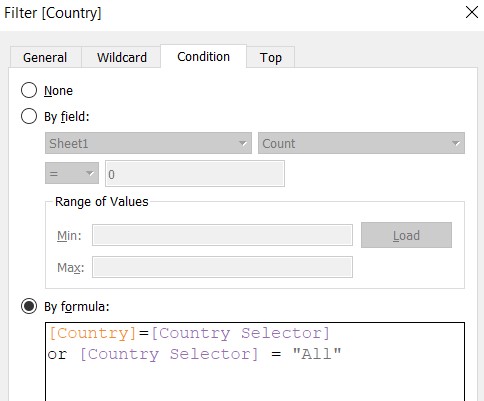 Filter [Country]
General Wildcard Condition Top
None
By field:
Sheet1 Count
= 0
Range of Values
Min: Load
Max:
By formula:
[Country]=[Country Selector]
or [Country Selector] = "All"